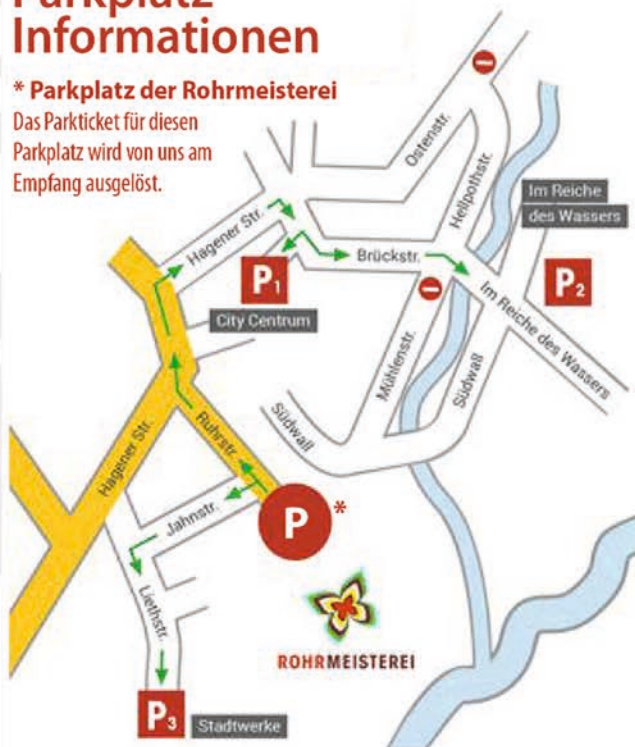 Parkplatz
Informationen
* Parkplatz der Rohrmeisterei
Das Parkticket für diesen
Parkplatz wird von uns am
Empfang ausgelöst.
Ostenstr.
Hellpothstr.
Im Reiche
des Wassers
Hagener Str.
Brückstr.
P1
City Centrum
P2
Im Reiche des Wassers
Mühlenstr.
Südwall
Südwall
Hagener Str.
Ruhrstr.
Jahnstr.
P *
Liethstr.
ROHRMEISTEREI
P3
Stadtwerke